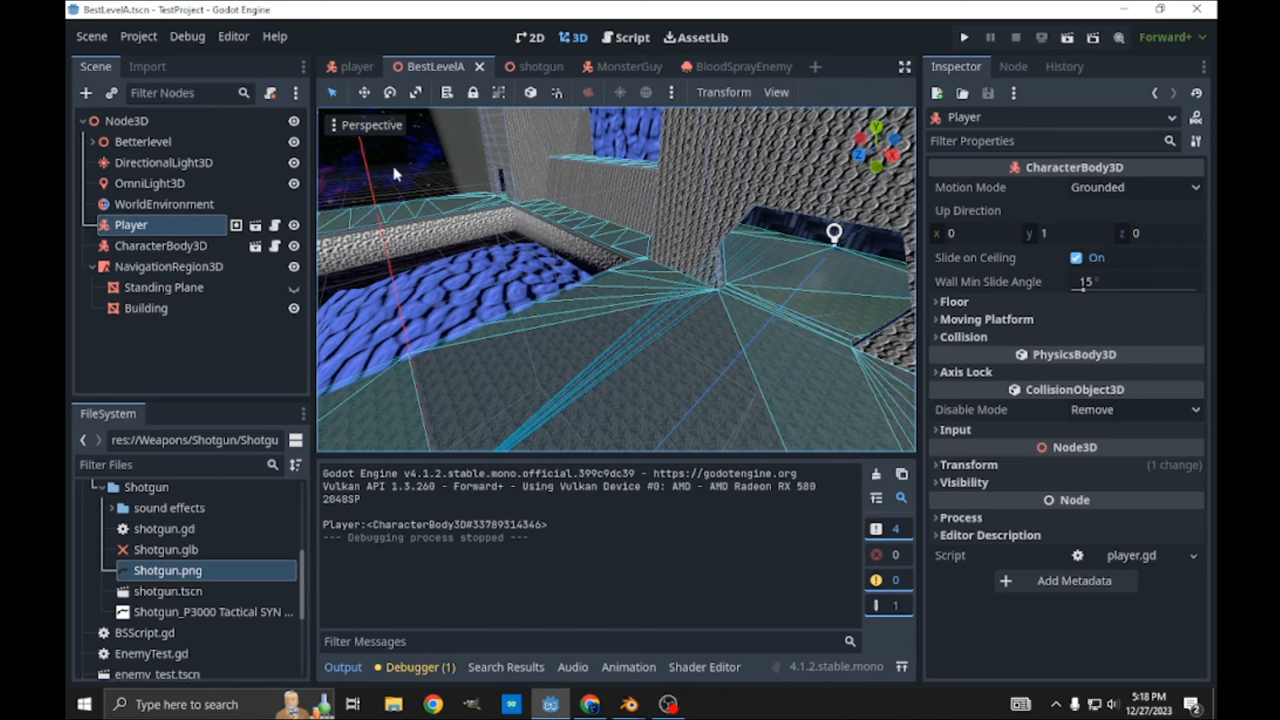 BestLevelA.tscn - TestProject - Godot Engine
Scene Project Debug Editor Help
2D 3D Script AssetLib
Forward+
Scene Import
player BestLevelA shotgun MonsterGuy BloodSprayEnemy
Inspector Node History
Filter Nodes
Transform View
Perspective
Node3D
Betterlevel
DirectionalLight3D
OmniLight3D
WorldEnvironment
Player
CharacterBody3D
NavigationRegion3D
Standing Plane
Building
Player
Filter Properties
CharacterBody3D
Motion Mode Grounded
Up Direction
x 0 y 1 z 0
Slide on Ceiling On
Wall Min Slide Angle 15 °
Floor
Moving Platform
Collision
PhysicsBody3D
Axis Lock
CollisionObject3D
Disable Mode Remove
Input
Node3D
Transform (1 change)
Visibility
Node
Process
Editor Description
Script player.gd
Add Metadata
FileSystem
res://Weapons/Shotgun/Shotgu
Filter Files
Shotgun
sound effects
shotgun.gd
Shotgun.glb
Shotgun.png
shotgun.tscn
Shotgun_P3000 Tactical SYN ...
BSScript.gd
EnemyTest.gd
enemy_test.tscn
Godot Engine v4.1.2.stable.mono.official.399c9dc39 - https://godotengine.org
Vulkan API 1.3.260 - Forward+ - Using Vulkan Device #0: AMD - AMD Radeon RX 580
2048SP
Player:<CharacterBody3D#33789314346>
--- Debugging process stopped ---
4
0
0
1
Filter Messages
Output Debugger (1) Search Results Audio Animation Shader Editor 4.1.2.stable.mono
Type here to search
5:18 PM
12/27/2023
2